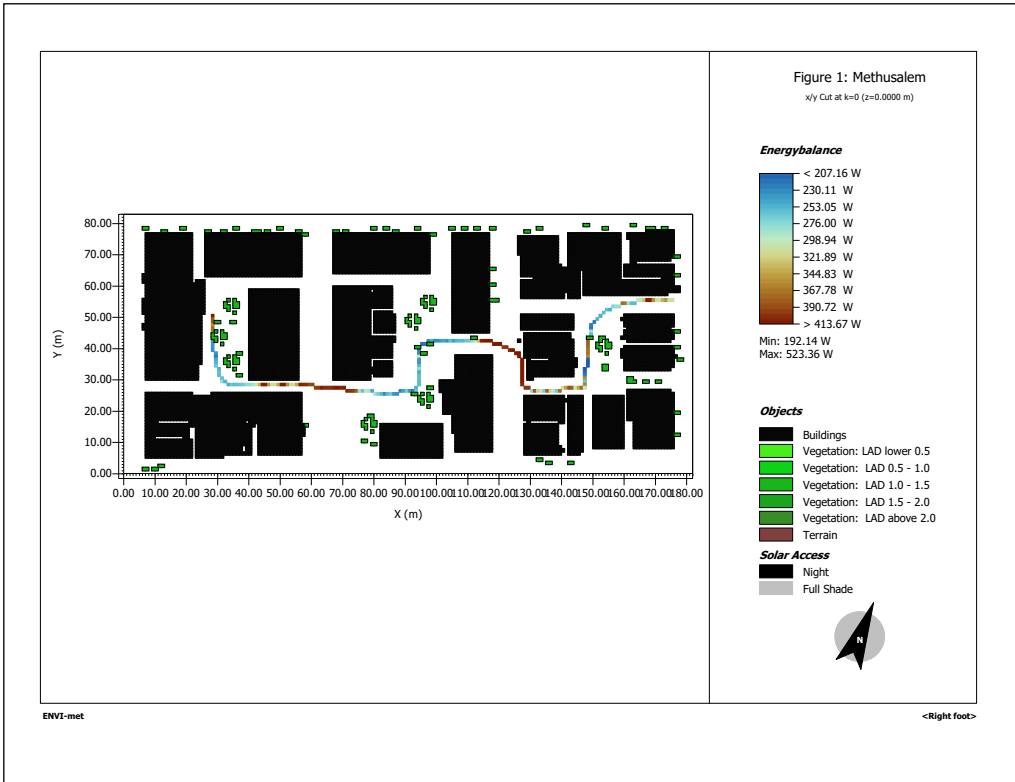 Figure 1: Methusalem
x/y Cut at k=0 (z=0.0000 m)
Energybalance
< 207.16 W
230.11 W
253.05 W
276.00 W
298.94 W
321.89 W
344.83 W
367.78 W
390.72 W
> 413.67 W
Min: 192.14 W
Max: 523.36 W
Objects
Buildings
Vegetation: LAD lower 0.5
Vegetation: LAD 0.5 - 1.0
Vegetation: LAD 1.0 - 1.5
Vegetation: LAD 1.5 - 2.0
Vegetation: LAD above 2.0
Terrain
Solar Access
Night
Full Shade
N
80.00
70.00
60.00
50.00
40.00
30.00
20.00
10.00
0.00
Y (m)
0.00 10.00 20.00 30.00 40.00 50.00 60.00 70.00 80.00 90.00 100.00 110.00 120.00 130.00 140.00 150.00 160.00 170.00 180.00
X (m)
ENVI-met
<Right foot>